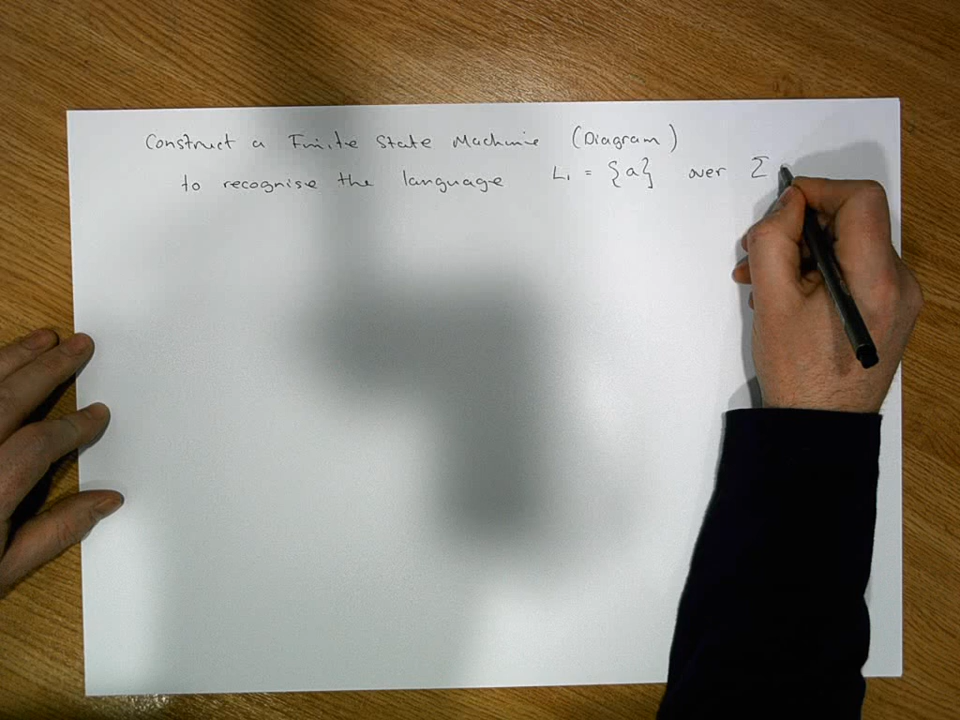 Construct a Finite State Machine (Diagram)
to recognise the language L₁ = {a} over Σ